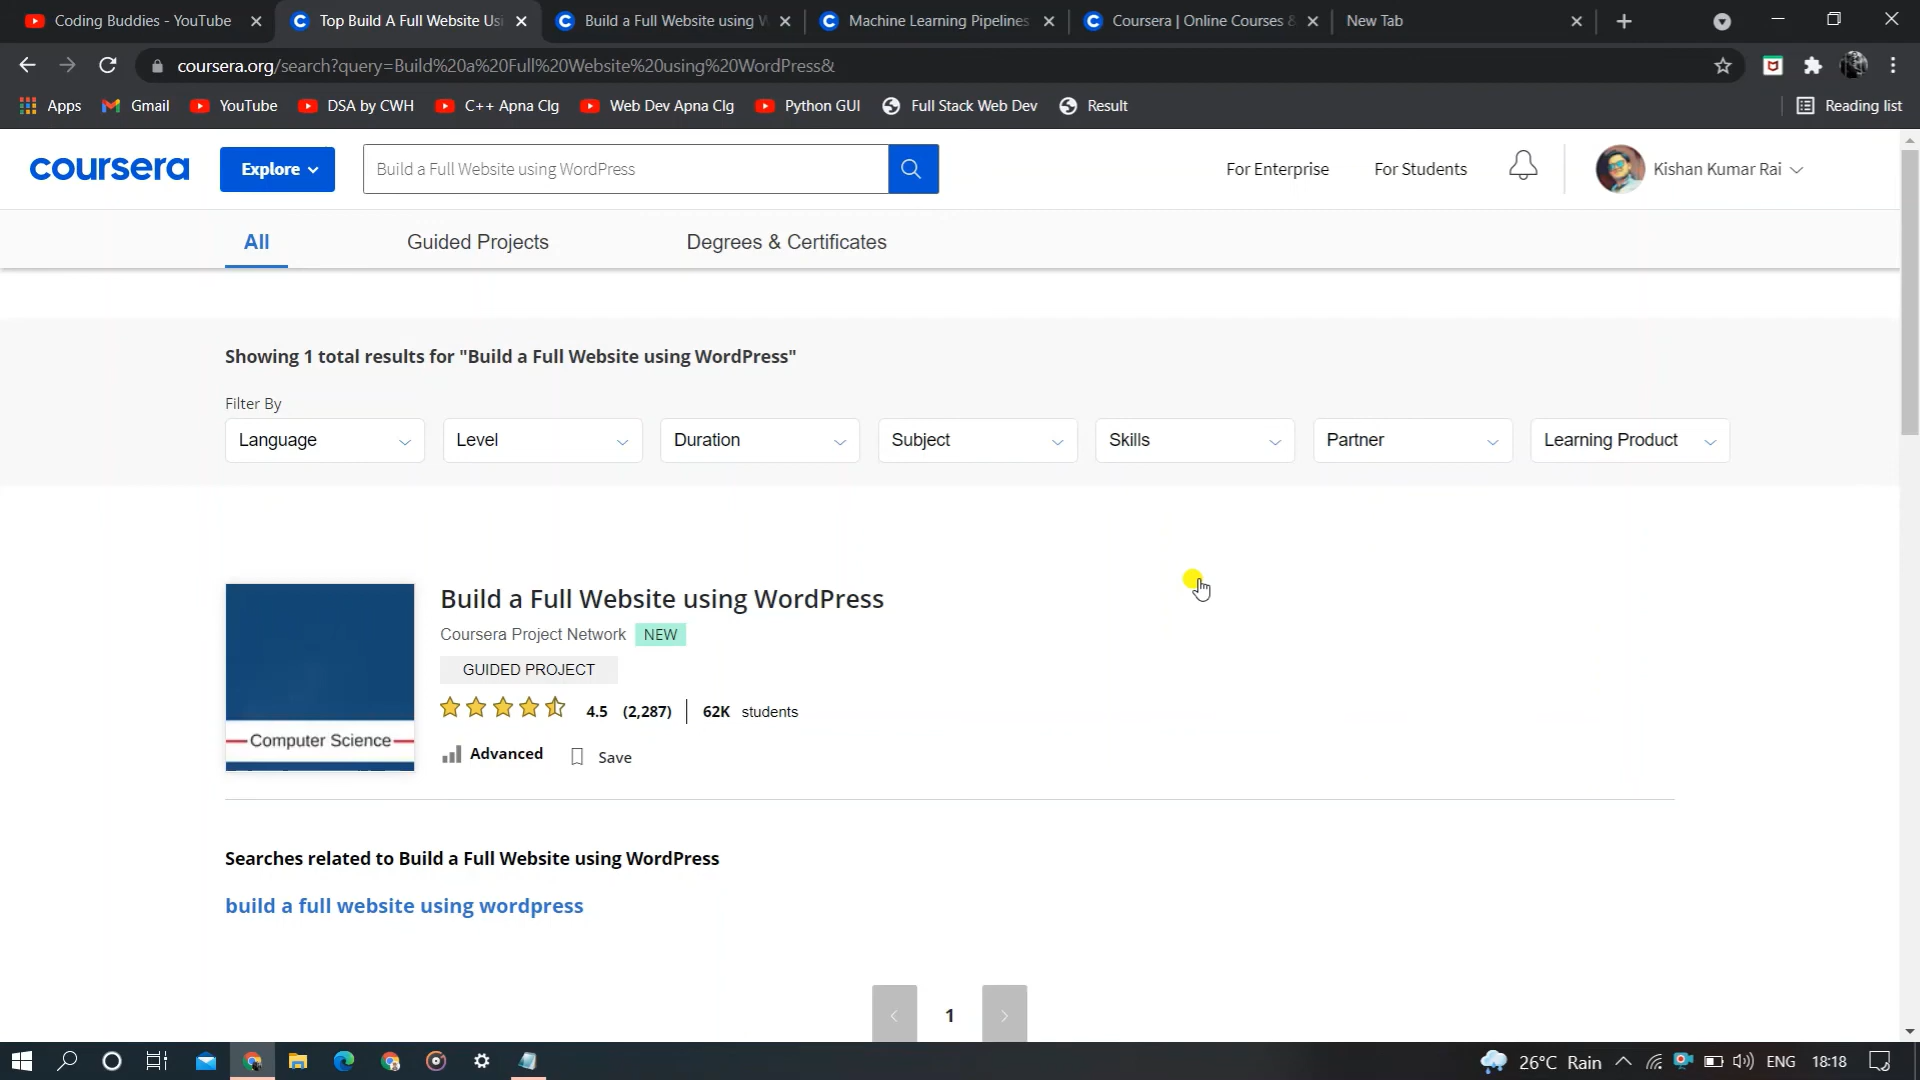 Coding Buddies - YouTube
Top Build A Full Website Usi
Build a Full Website using W
Machine Learning Pipelines
Coursera | Online Courses &
New Tab
coursera.org/search?query=Build%20a%20Full%20Website%20using%20WordPress&
Apps
Gmail
YouTube
DSA by CWH
C++ Apna Clg
Web Dev Apna Clg
Python GUI
Full Stack Web Dev
Result
Reading list
coursera
Explore
Build a Full Website using WordPress
For Enterprise
For Students
Kishan Kumar Rai
All
Guided Projects
Degrees & Certificates
Showing 1 total results for "Build a Full Website using WordPress"
Filter By
Language
Level
Duration
Subject
Skills
Partner
Learning Product
Computer Science
Build a Full Website using WordPress
Coursera Project Network NEW
GUIDED PROJECT
4.5 (2,287) | 62K students
Advanced
Save
Searches related to Build a Full Website using WordPress
build a full website using wordpress
1
26°C Rain
ENG
18:18